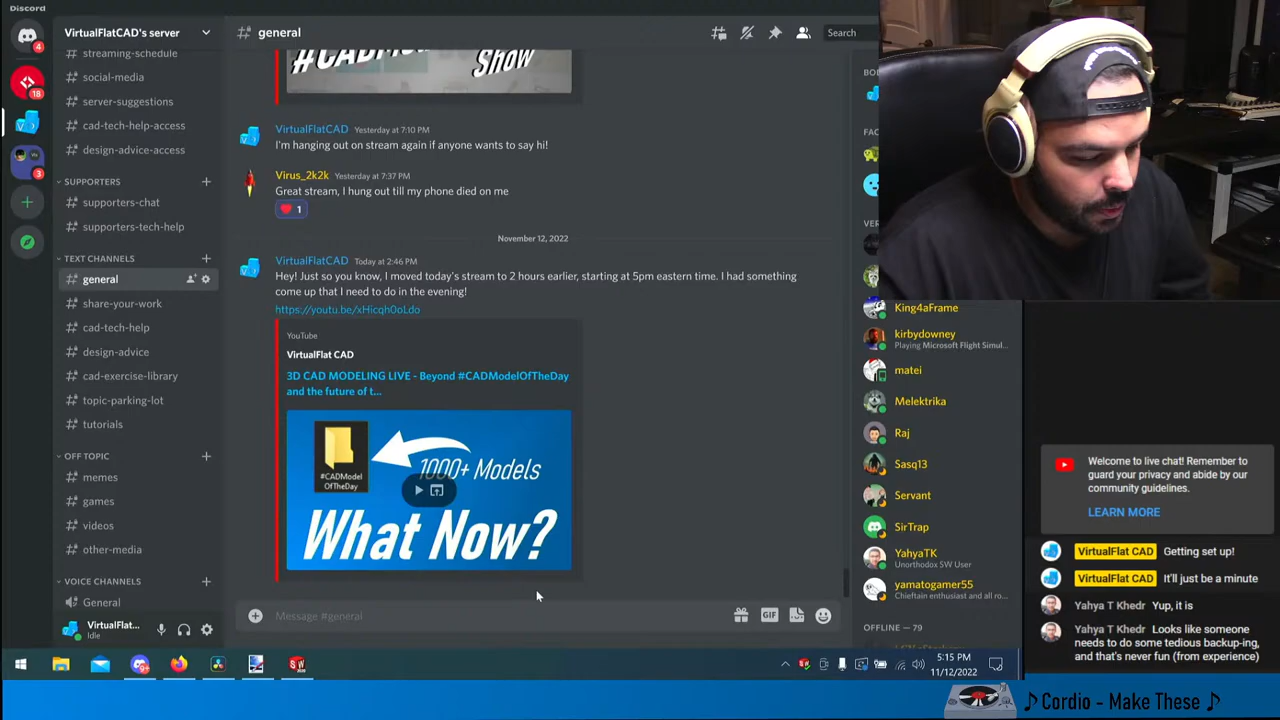 Discord
VirtualFlatCAD's server
general
Search
4
18
3
streaming-schedule
social-media
server-suggestions
cad-tech-help-access
design-advice-access
SUPPORTERS
supporters-chat
supporters-tech-help
TEXT CHANNELS
general
share-your-work
cad-tech-help
design-advice
cad-exercise-library
topic-parking-lot
tutorials
OFF TOPIC
memes
games
videos
other-media
VOICE CHANNELS
General
VirtualFlat...
Idle
Show
VirtualFlatCAD Yesterday at 7:10 PM
I'm hanging out on stream again if anyone wants to say hi!
Virus_2k2k Yesterday at 7:37 PM
Great stream, I hung out till my phone died on me
1
November 12, 2022
VirtualFlatCAD Today at 2:46 PM
Hey! Just so you know, I moved today's stream to 2 hours earlier, starting at 5pm eastern time. I had something
come up that I need to do in the evening!
https://youtu.be/xHicqh0oLdo
YouTube
VirtualFlat CAD
3D CAD MODELING LIVE - Beyond #CADModelOfTheDay
and the future of t...
#CADModel
OfTheDay
1000+ Models
What Now?
Message #general
GIF
King4aFrame
kirbydowney
Playing Microsoft Flight Simul...
matei
Melektrika
Raj
Sasq13
Servant
SirTrap
YahyaTK
Unorthodox SW User
yamatogamer55
Chieftain enthusiast and all ro...
OFFLINE — 79
Welcome to live chat! Remember to
guard your privacy and abide by our
community guidelines.
LEARN MORE
VirtualFlat CAD Getting set up!
VirtualFlat CAD It'll just be a minute
Yahya T Khedr Yup, it is
Yahya T Khedr Looks like someone
needs to do some tedious backup-ing,
and that's never fun (from experience)
5:15 PM
11/12/2022
♪ Cordio - Make These ♪